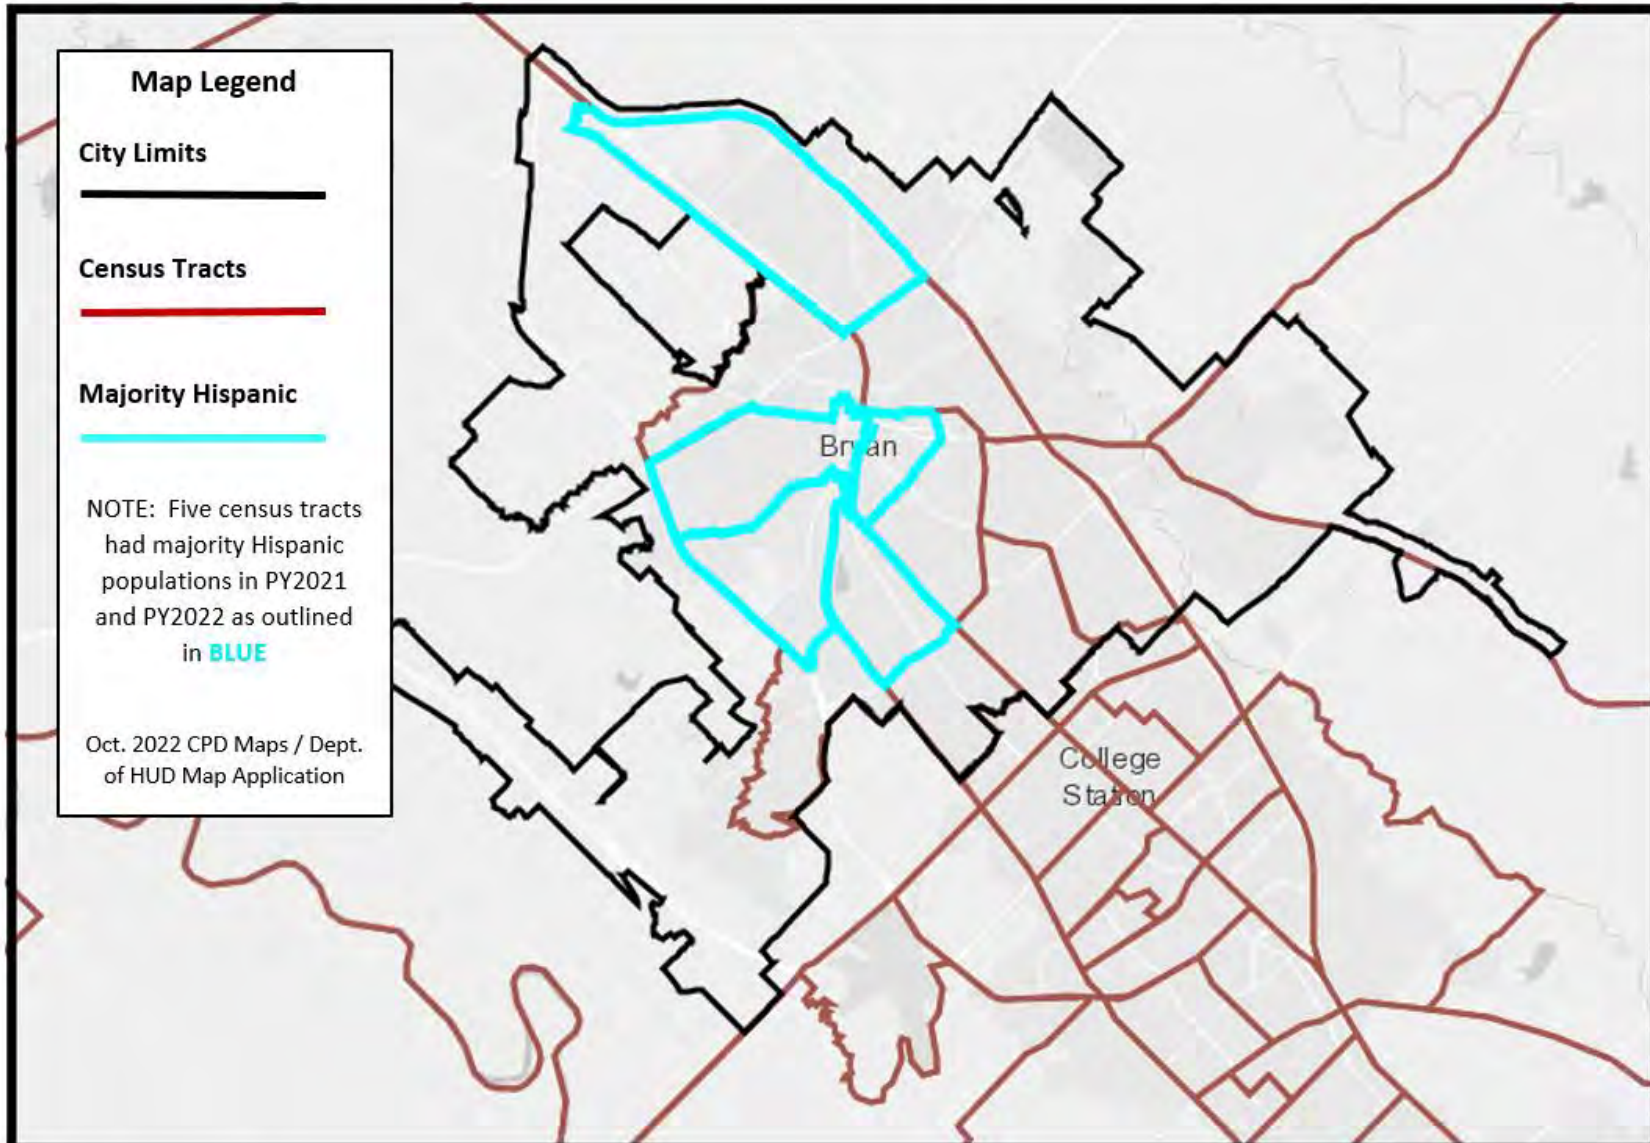 Map Legend
City Limits
Census Tracts
Majority Hispanic
NOTE: Five census tracts
had majority Hispanic
populations in PY2021
and PY2022 as outlined
in BLUE
Oct. 2022 CPD Maps / Dept.
of HUD Map Application
Bryan
College
Station